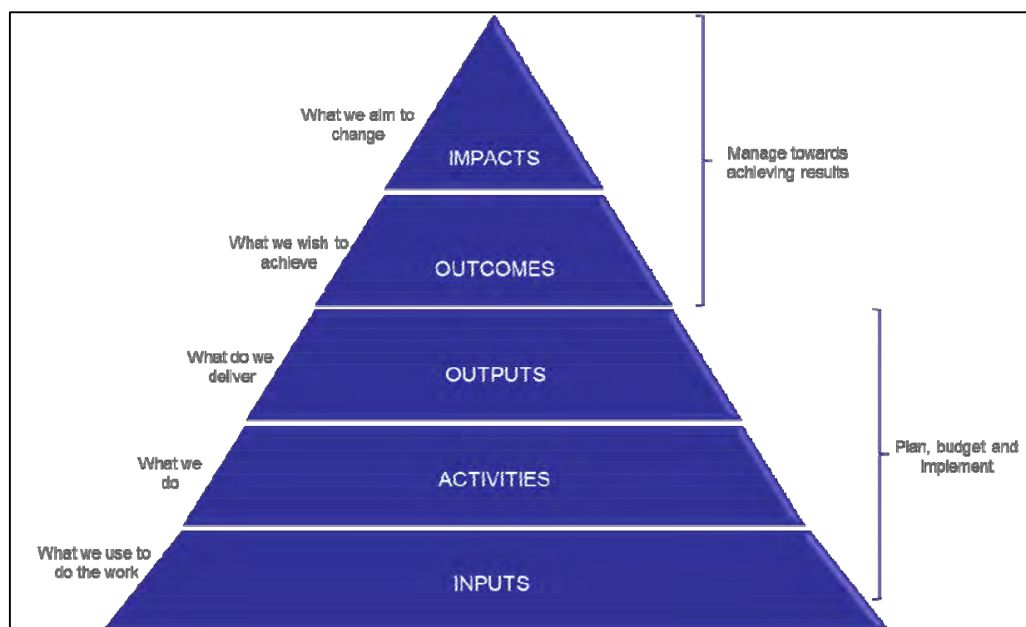 What we aim to
change
IMPACTS
Manage towards
achieving results
What we wish to
achieve
OUTCOMES
What do we
deliver
OUTPUTS
Plan, budget and
implement
What we
do
ACTIVITIES
What we use to
do the work
INPUTS